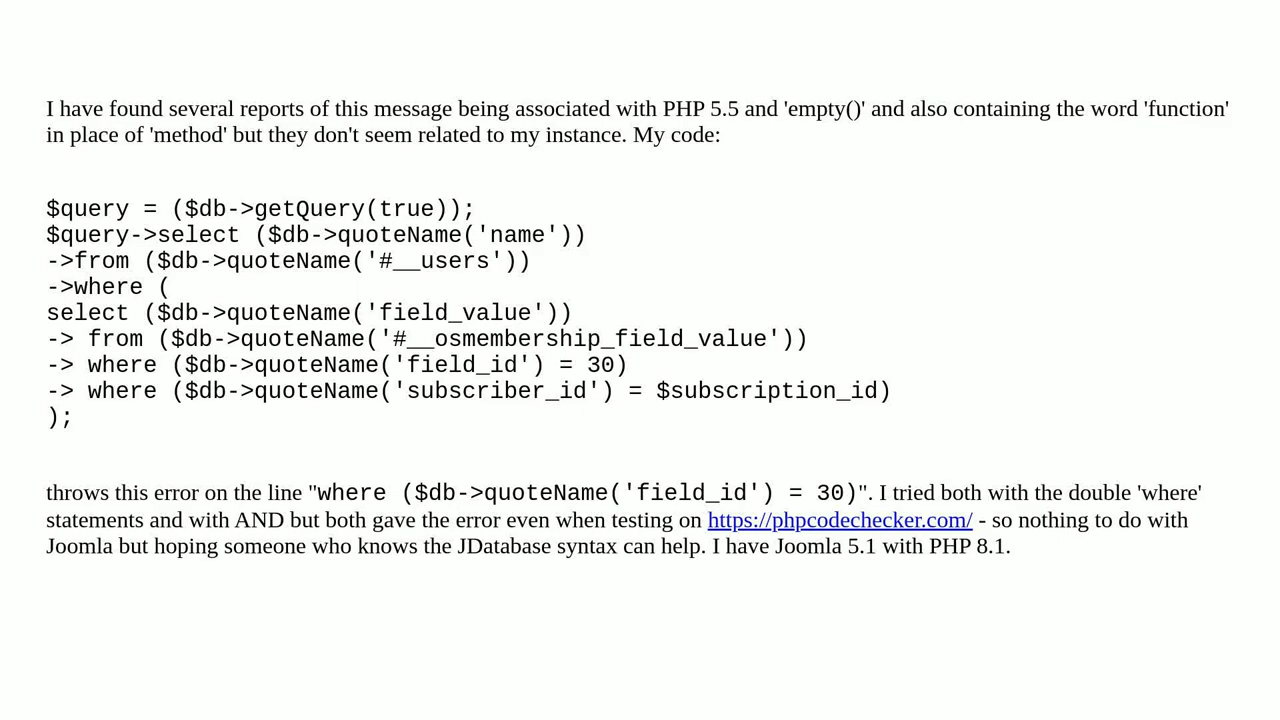 I have found several reports of this message being associated with PHP 5.5 and 'empty()' and also containing the word 'function'
in place of 'method' but they don't seem related to my instance. My code:
$query = ($db->getQuery(true));
$query->select ($db->quoteName('name'))
->from ($db->quoteName('#__users'))
->where (
select ($db->quoteName('field_value'))
-> from ($db->quoteName('#__osmembership_field_value'))
-> where ($db->quoteName('field_id') = 30)
-> where ($db->quoteName('subscriber_id') = $subscription_id)
);
throws this error on the line "where ($db->quoteName('field_id') = 30)". I tried both with the double 'where'
statements and with AND but both gave the error even when testing on https://phpcodechecker.com/ - so nothing to do with
Joomla but hoping someone who knows the JDatabase syntax can help. I have Joomla 5.1 with PHP 8.1.